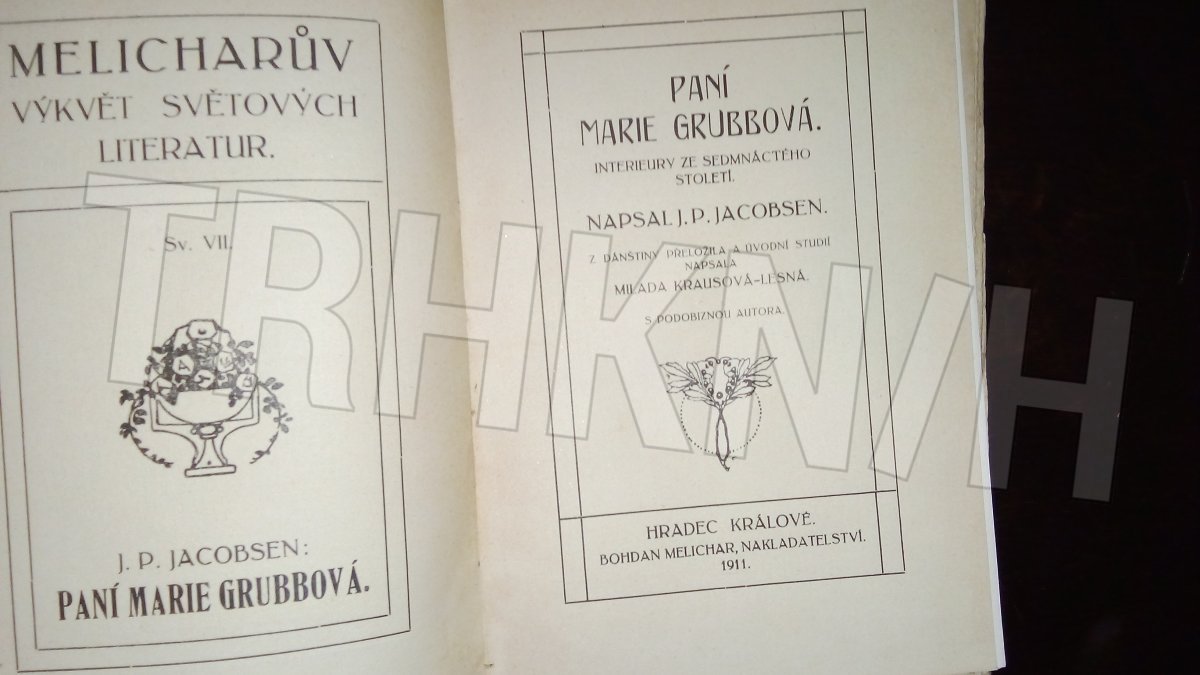 MELICHARŮV
VÝKVĚT SVĚTOVÝCH
LITERATUR.
Sv. VII.
J. P. JACOBSEN:
PANÍ MARIE GRUBBOVÁ.
PANÍ
MARIE GRUBBOVÁ.
INTERIEURY ZE SEDMNÁCTÉHO
STOLETÍ.
NAPSAL J. P. JACOBSEN.
Z DÁNŠTINY PŘELOŽILA A ÚVODNÍ STUDII
NAPSALA
MILADA KRAUSOVÁ-LESNÁ.
S PODOBIZNOU AUTORA.
HRADEC KRÁLOVÉ.
BOHDAN MELICHAR, NAKLADATELSTVÍ.
1911.
TRHKNIH